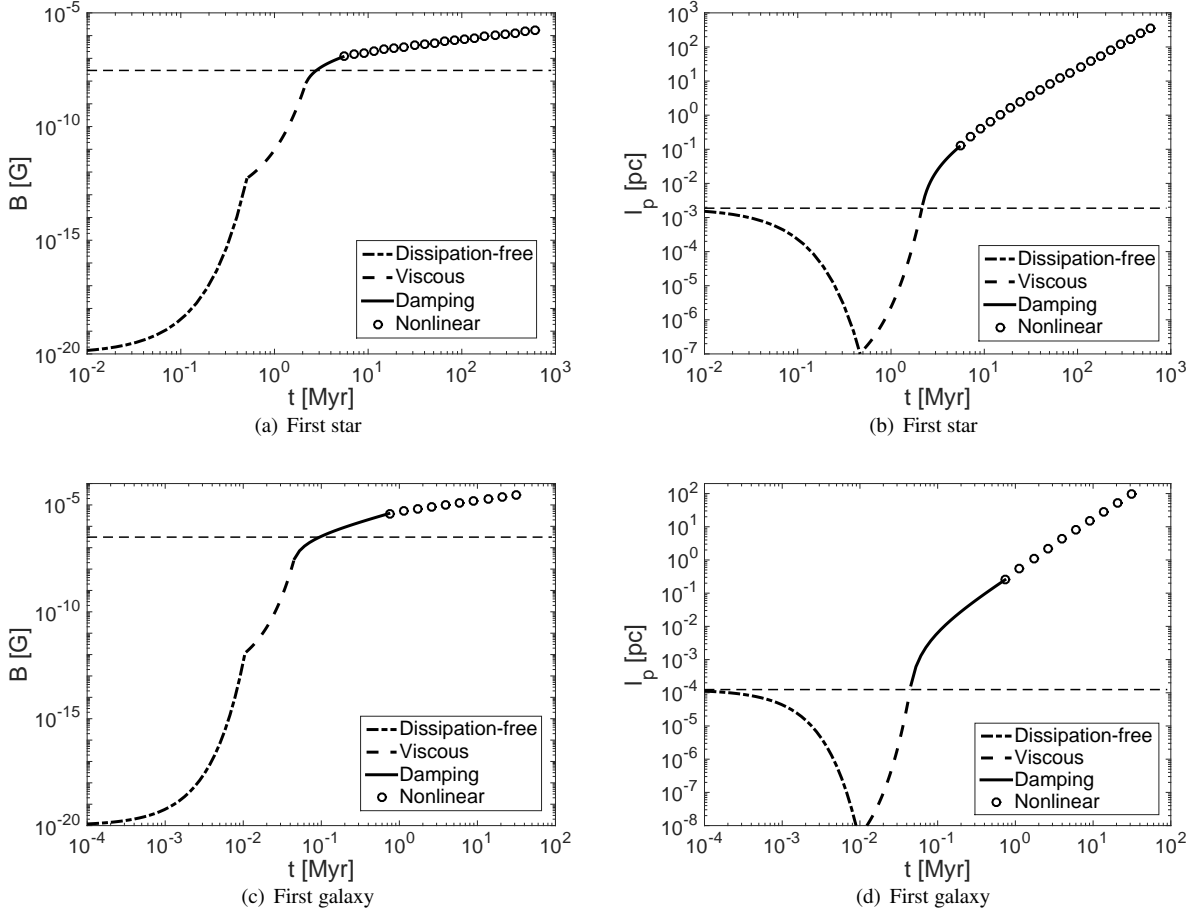 10^-5
10^-10
10^-15
10^-20
B [G]
Dissipation-free
Viscous
Damping
Nonlinear
10^-2 10^-1 10^0 10^1 10^2 10^3
t [Myr]
(a) First star
10^3
10^2
10^1
10^0
10^-1
10^-2
10^-3
10^-4
10^-5
10^-6
10^-7
l_p [pc]
Dissipation-free
Viscous
Damping
Nonlinear
10^-2 10^-1 10^0 10^1 10^2 10^3
t [Myr]
(b) First star
10^-5
10^-10
10^-15
10^-20
B [G]
Dissipation-free
Viscous
Damping
Nonlinear
10^-4 10^-3 10^-2 10^-1 10^0 10^1 10^2
t [Myr]
(c) First galaxy
10^2
10^1
10^0
10^-1
10^-2
10^-3
10^-4
10^-5
10^-6
10^-7
10^-8
l_p [pc]
Dissipation-free
Viscous
Damping
Nonlinear
10^-4 10^-3 10^-2 10^-1 10^0 10^1 10^2
t [Myr]
(d) First galaxy